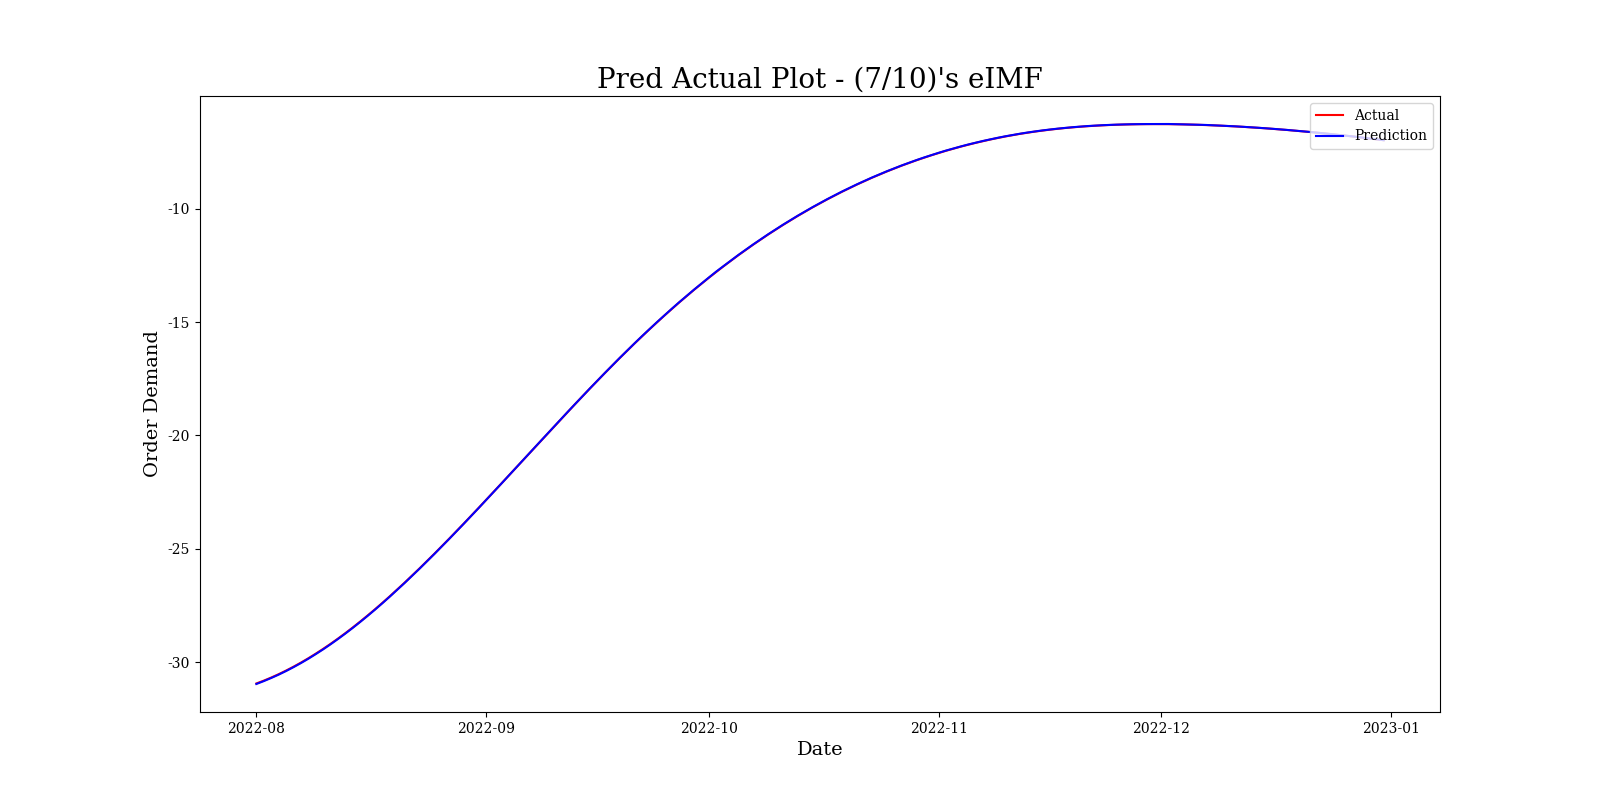 Pred Actual Plot - (7/10)'s eIMF
Actual
Prediction
Order Demand
-10
-15
-20
-25
-30
2022-08
2022-09
2022-10
2022-11
2022-12
2023-01
Date